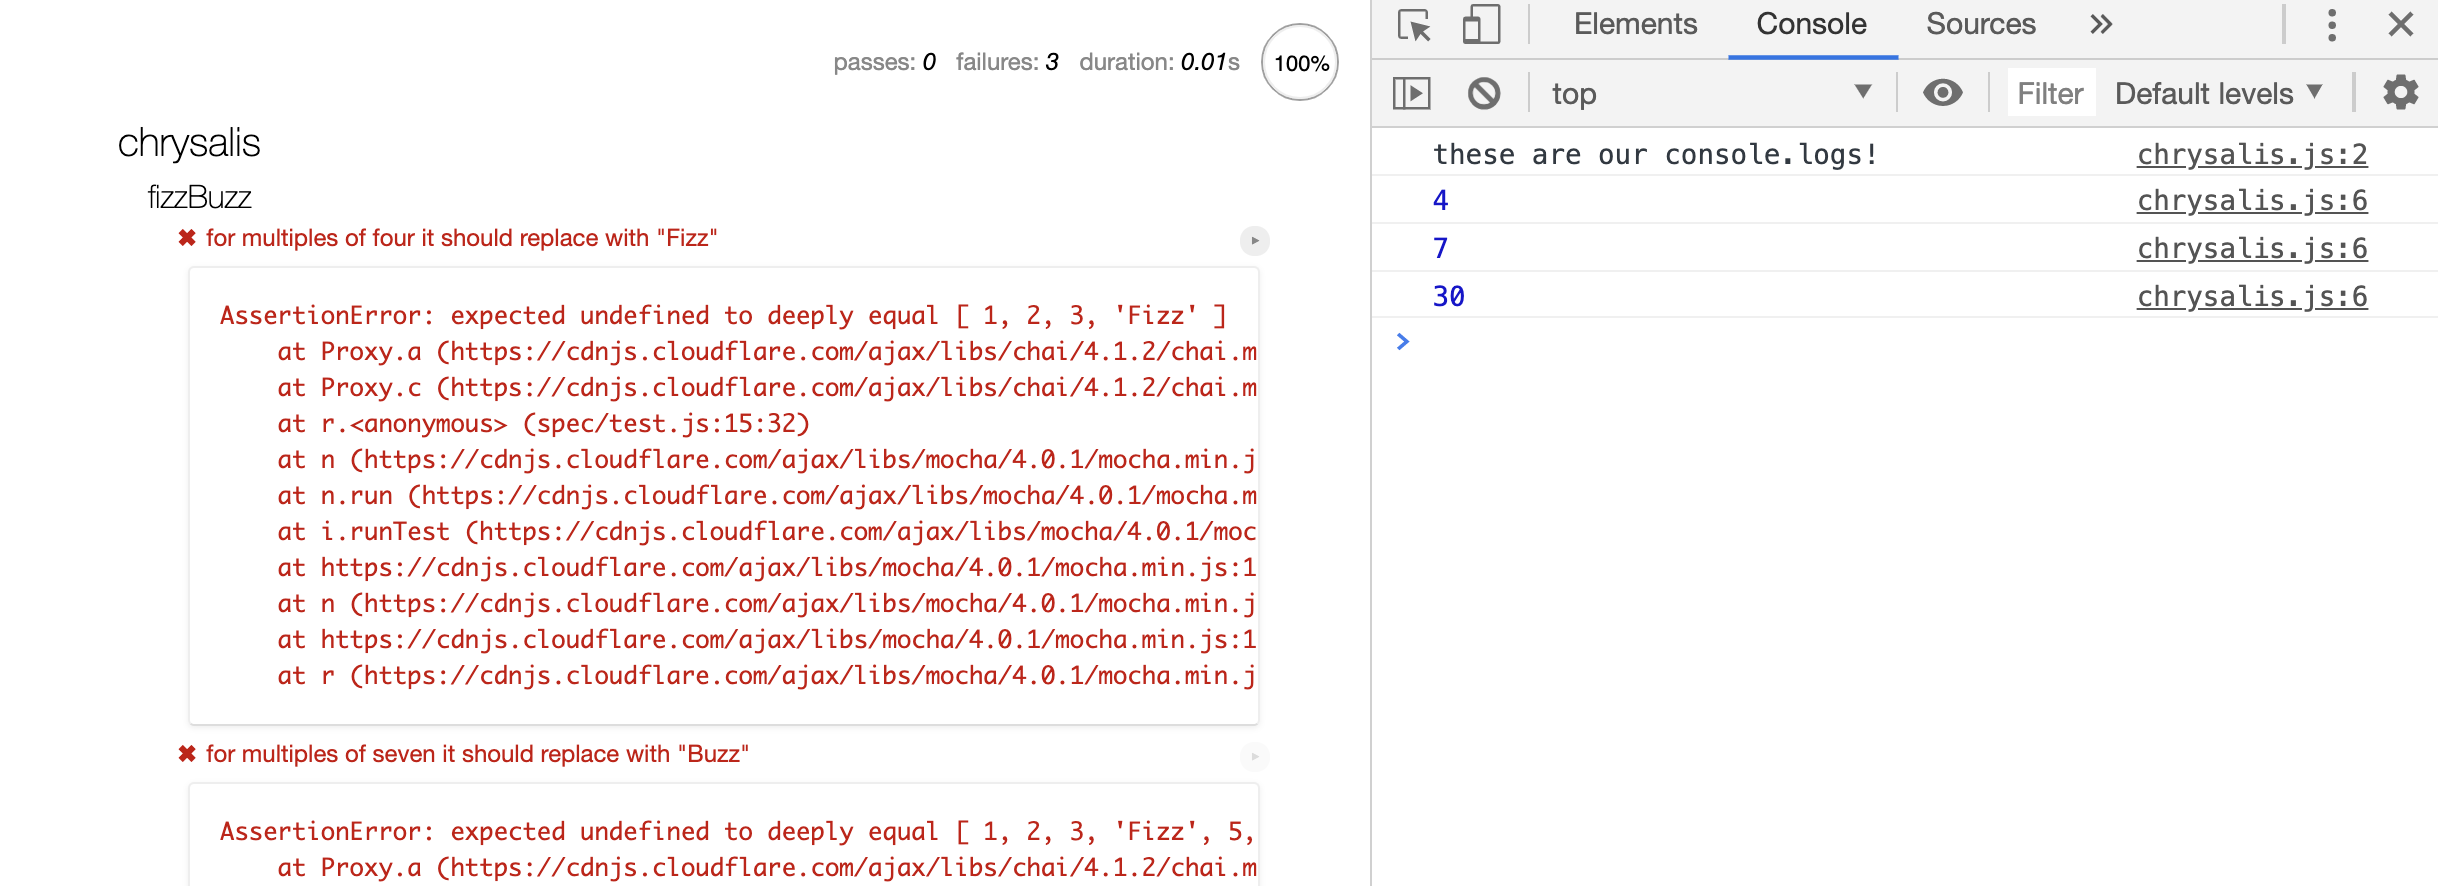 passes: 0 failures: 3 duration: 0.01s 100%
chrysalis
fizzBuzz
✖ for multiples of four it should replace with "Fizz"
AssertionError: expected undefined to deeply equal [ 1, 2, 3, 'Fizz' ]
at Proxy.a (https://cdnjs.cloudflare.com/ajax/libs/chai/4.1.2/chai.m
at Proxy.c (https://cdnjs.cloudflare.com/ajax/libs/chai/4.1.2/chai.m
at r.<anonymous> (spec/test.js:15:32)
at n (https://cdnjs.cloudflare.com/ajax/libs/mocha/4.0.1/mocha.min.j
at n.run (https://cdnjs.cloudflare.com/ajax/libs/mocha/4.0.1/mocha.m
at i.runTest (https://cdnjs.cloudflare.com/ajax/libs/mocha/4.0.1/moc
at https://cdnjs.cloudflare.com/ajax/libs/mocha/4.0.1/mocha.min.js:1
at n (https://cdnjs.cloudflare.com/ajax/libs/mocha/4.0.1/mocha.min.j
at https://cdnjs.cloudflare.com/ajax/libs/mocha/4.0.1/mocha.min.js:1
at r (https://cdnjs.cloudflare.com/ajax/libs/mocha/4.0.1/mocha.min.j
✖ for multiples of seven it should replace with "Buzz"
AssertionError: expected undefined to deeply equal [ 1, 2, 3, 'Fizz', 5,
at Proxy.a (https://cdnjs.cloudflare.com/ajax/libs/chai/4.1.2/chai.m
Elements Console Sources »
top Filter Default levels
these are our console.logs! chrysalis.js:2
4 chrysalis.js:6
7 chrysalis.js:6
30 chrysalis.js:6